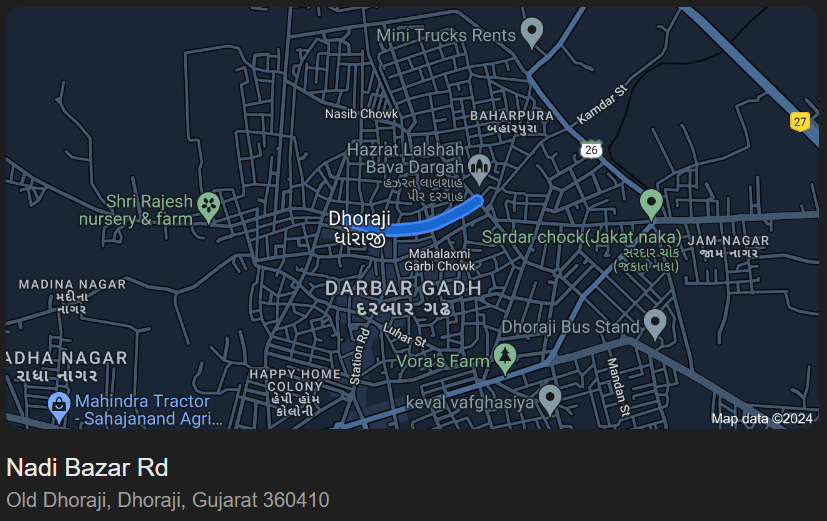 Mini Trucks Rents
27
Kamdar St
Nasib Chowk
BAHARPURA
બહારપુરા
26
Hazrat Lalshah
Bava Dargah
હઝરત લાલશાહ
પીર દરગાહ
Shri Rajesh
nursery & farm
Dhoraji
ધોરાજી
Sardar chock(Jakat naka)
સરદાર ચોક
(જકાત નાકા)
JAM NAGAR
જામ નાગર
Mahalaxmi
Garbi Chowk
MADINA NAGAR
મદીના
નાગર
DARBAR GADH
દરબાર ગઢ
Dhoraji Bus Stand
Luhar St
Station Rd
ADHA NAGAR
રાધા નાગર
Vora's Farm
HAPPY HOME
COLONY
હેપી હોમ
કોલોની
Mandan St
Mahindra Tractor
- Sahajanand Agri...
keval vafghasiya
Map data ©2024
Nadi Bazar Rd
Old Dhoraji, Dhoraji, Gujarat 360410